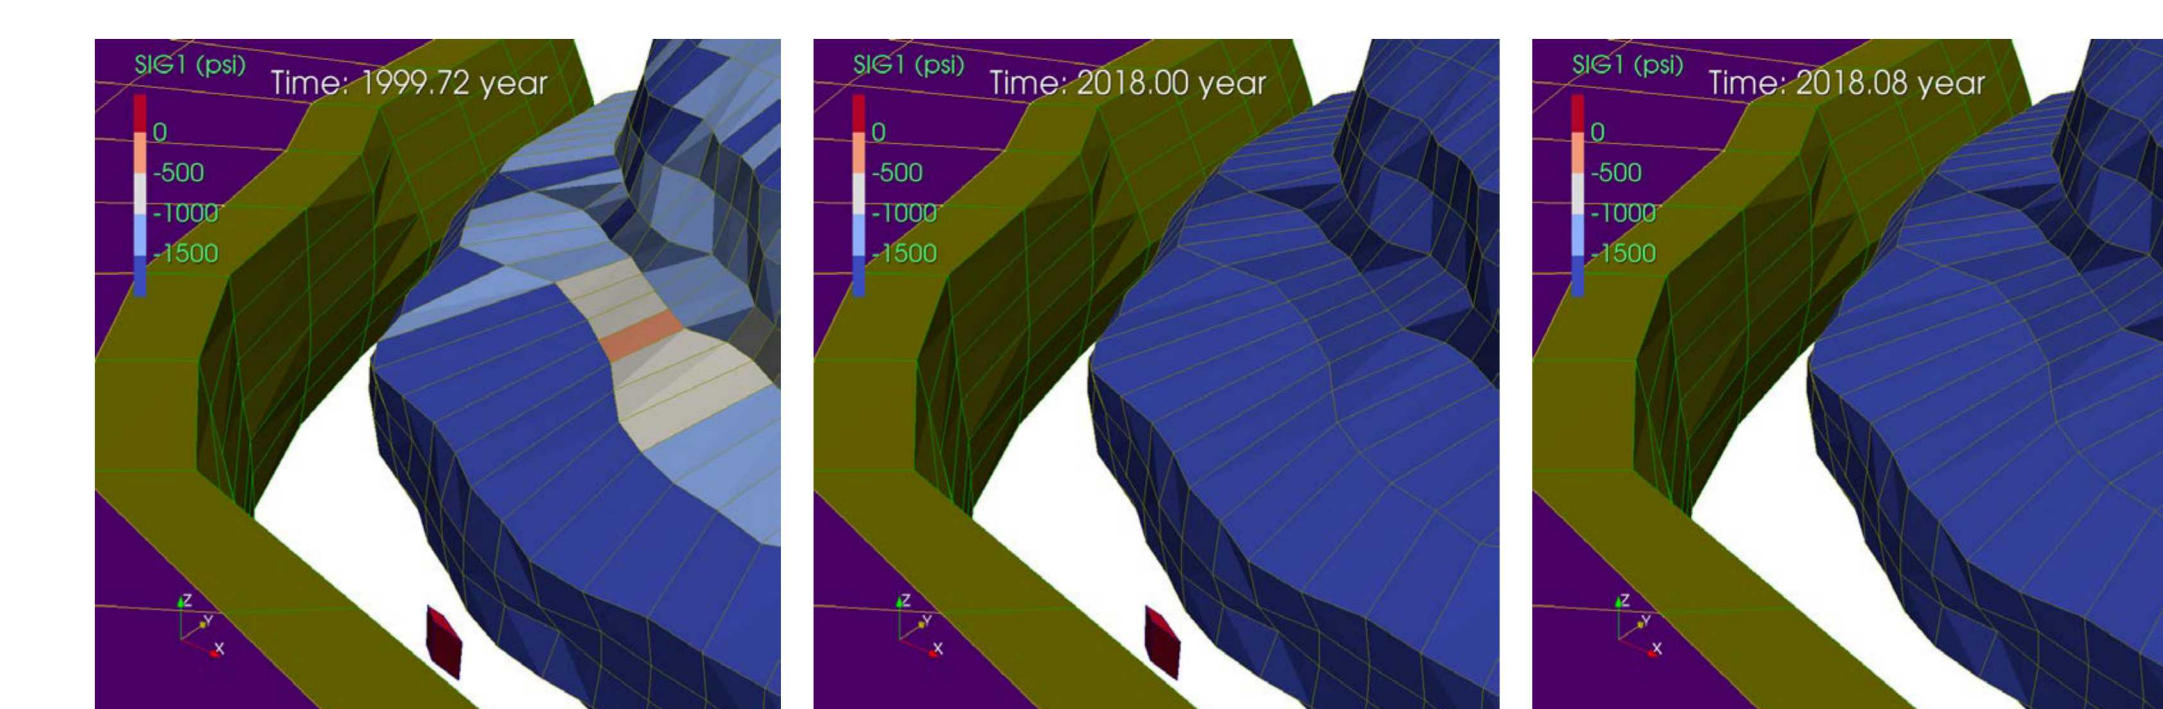 SIG1 (psi)
Time: 1999.72 year
0
-500
-1000
-1500
Z
Y
X
SIG1 (psi)
Time: 2018.00 year
0
-500
-1000
-1500
Z
Y
X
SIG1 (psi)
Time: 2018.08 year
0
-500
-1000
-1500
Z
Y
X